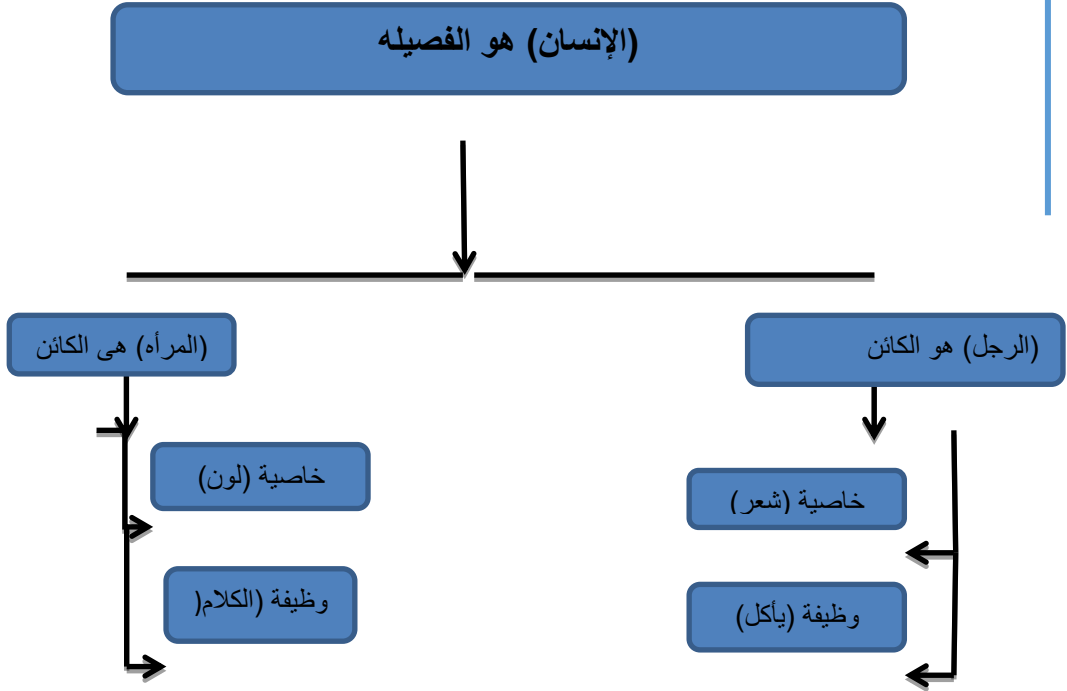 (الإنسان) هو الفصيله
(الرجل) هو الكائن
(المرأه) هى الكائن
خاصية (شعر)
خاصية (لون)
وظيفة (يأكل)
وظيفة (الكلام(